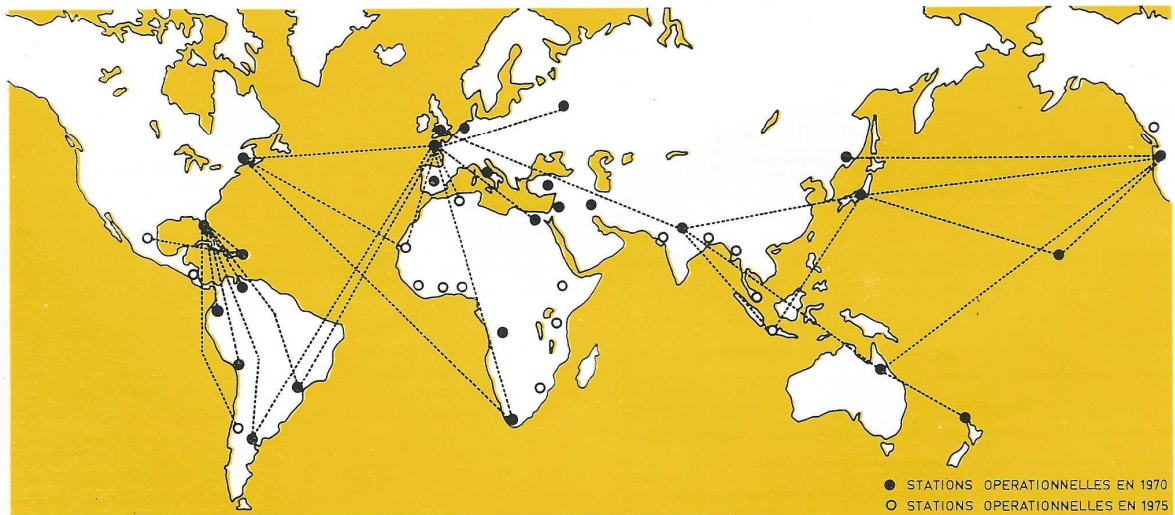 ● STATIONS OPERATIONNELLES EN 1970
○ STATIONS OPERATIONNELLES EN 1975